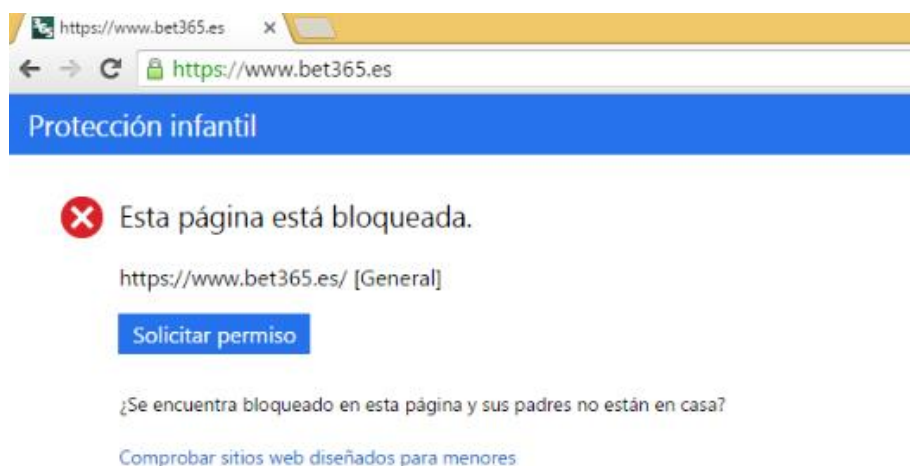 https://www.bet365.es
https://www.bet365.es
Protección infantil
Esta página está bloqueada.
https://www.bet365.es/ [General]
Solicitar permiso
¿Se encuentra bloqueado en esta página y sus padres no están en casa?
Comprobar sitios web diseñados para menores